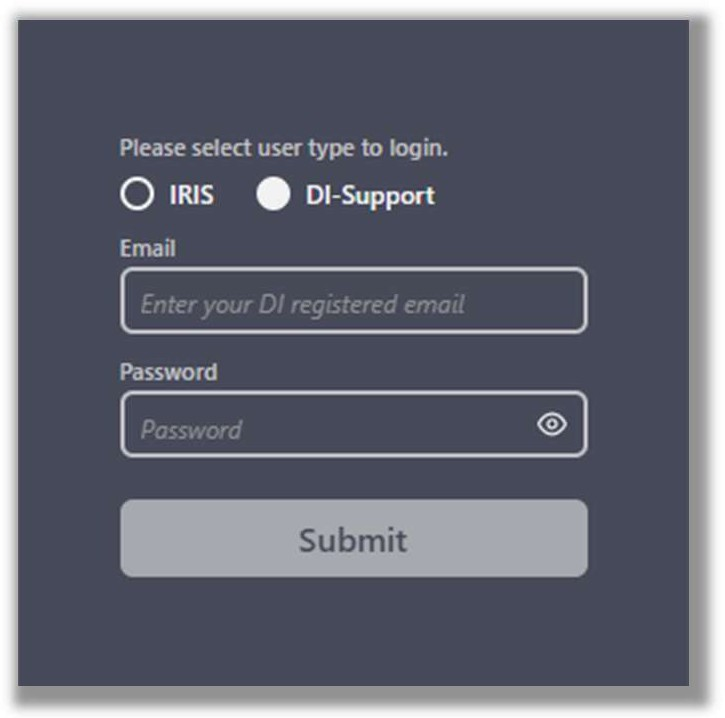 Please select user type to login.
IRIS DI-Support
Email
Enter your DI registered email
Password
Password
Submit